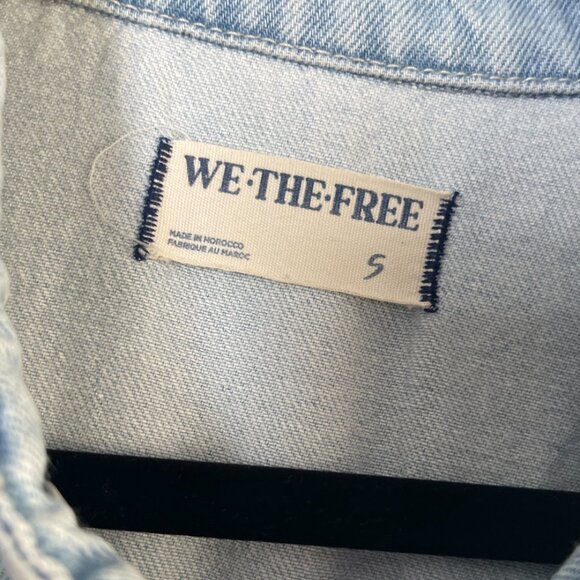 WE·THE·FREE
MADE IN MOROCCO
FABRIQUE AU MAROC
S